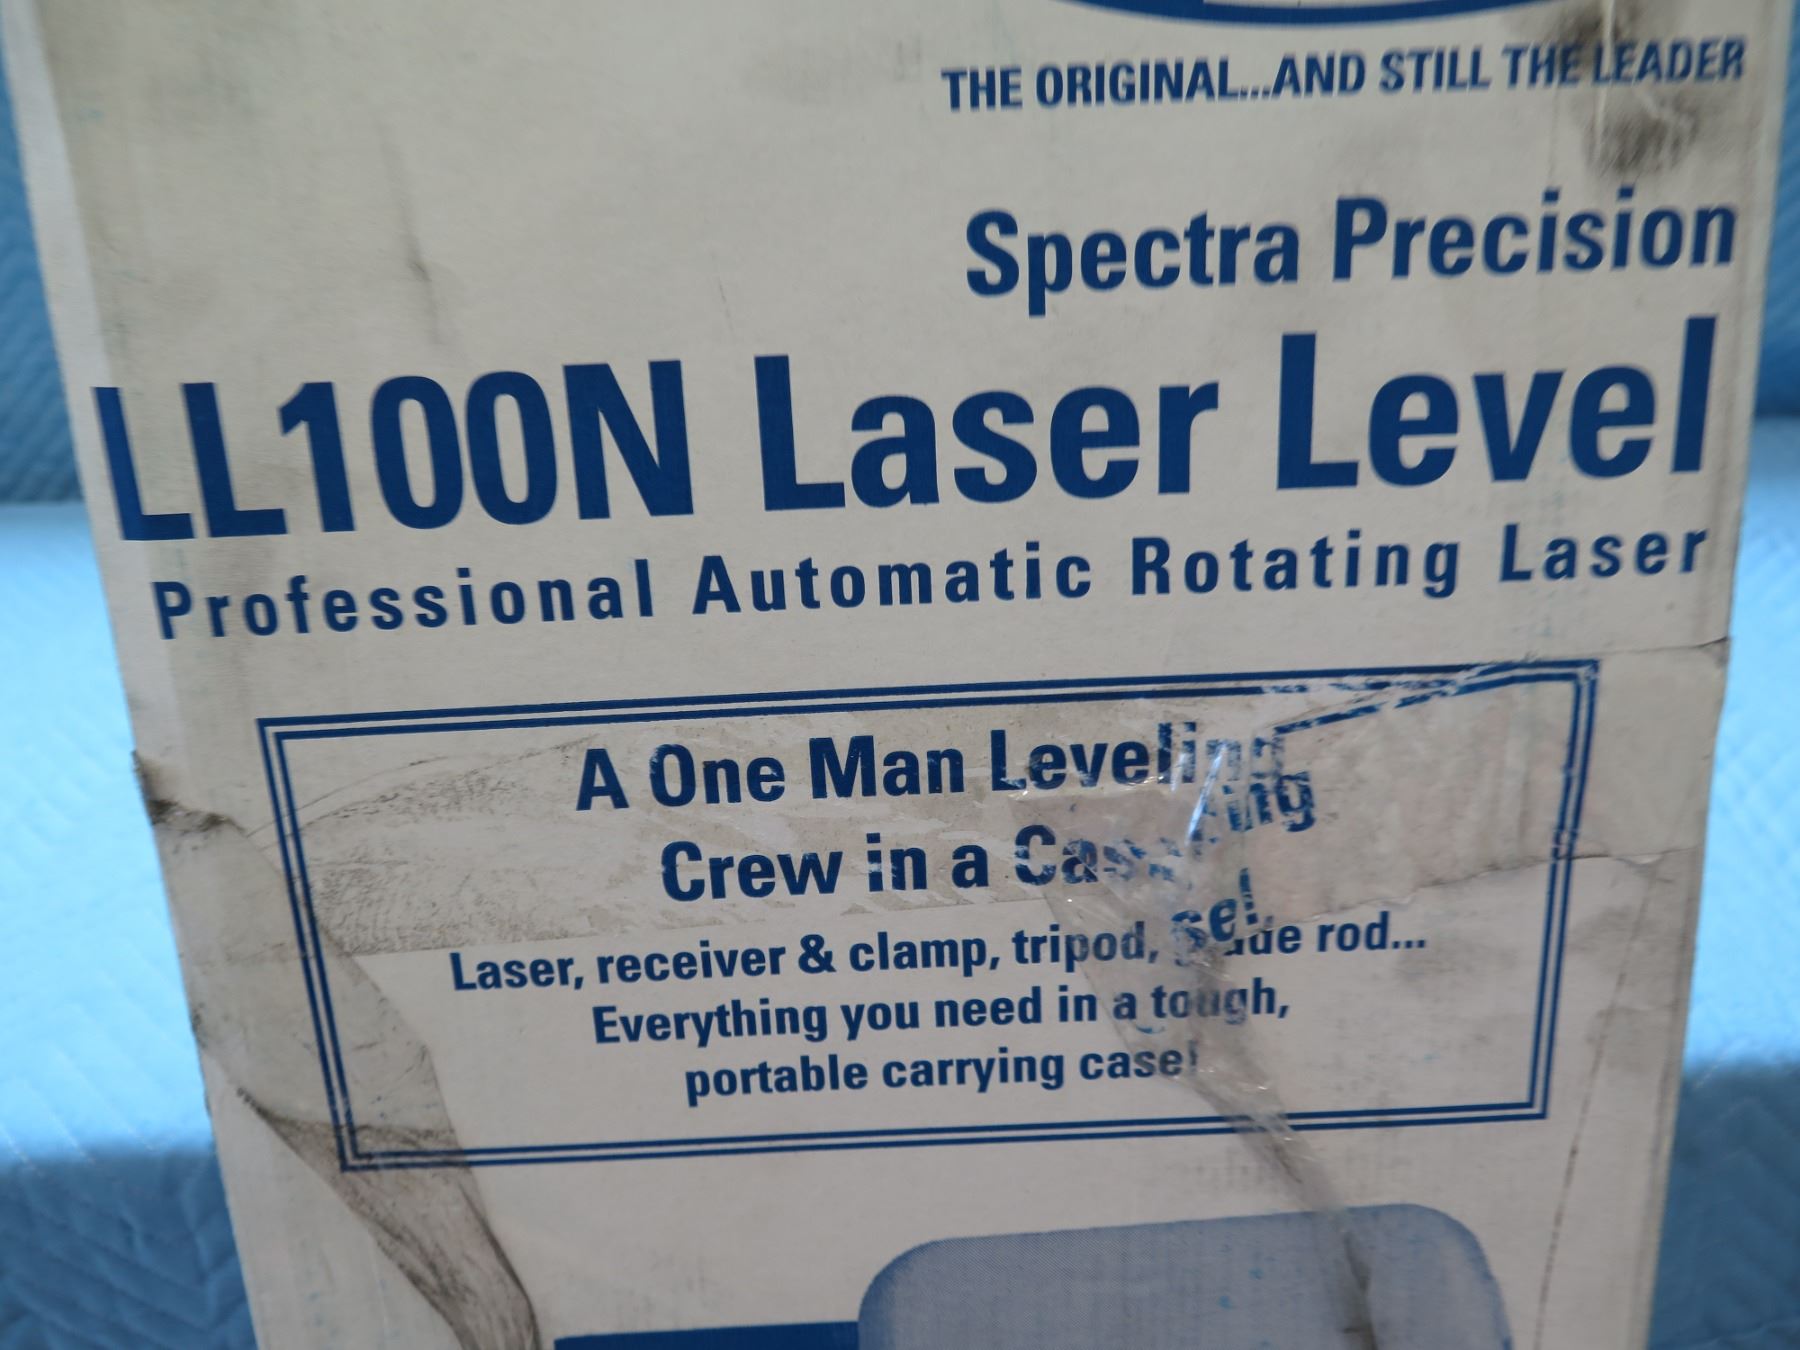 THE ORIGINAL...AND STILL THE LEADER
Spectra Precision
LL100N Laser Level
Professional Automatic Rotating Laser
A One Man Leveling
Crew in a Case!
Laser, receiver & clamp, tripod, grade rod...
Everything you need in a tough,
portable carrying case!